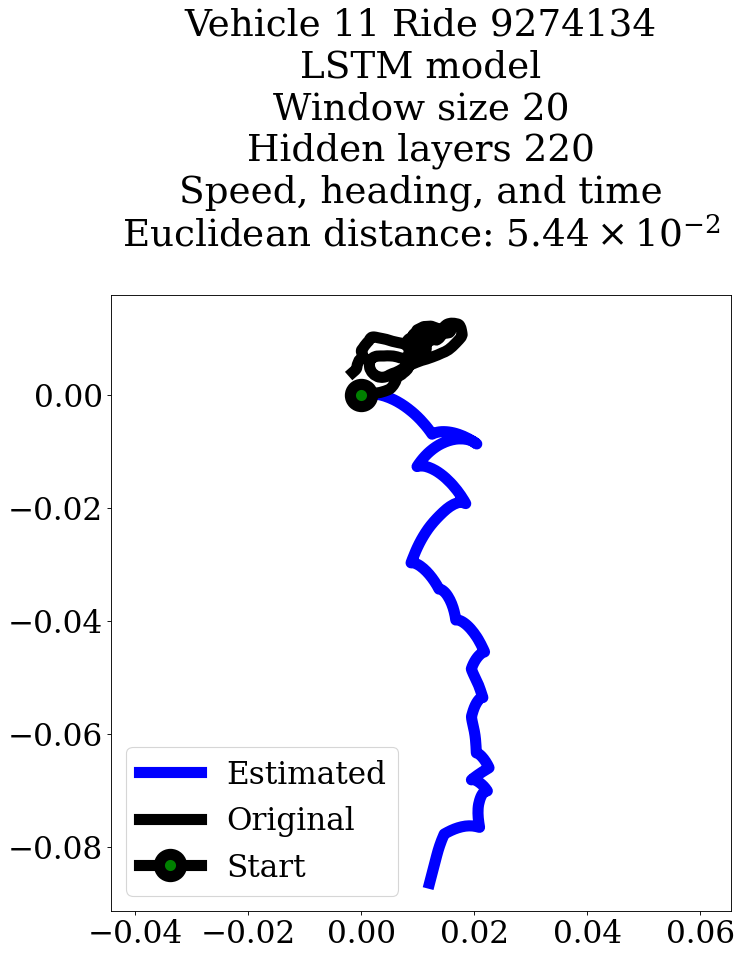 Vehicle 11 Ride 9274134
LSTM model
Window size 20
Hidden layers 220
Speed, heading, and time
Euclidean distance: 5.44 × 10⁻²
0.00
−0.02
−0.04
−0.06
−0.08
Estimated
Original
Start
−0.04 −0.02 0.00 0.02 0.04 0.06